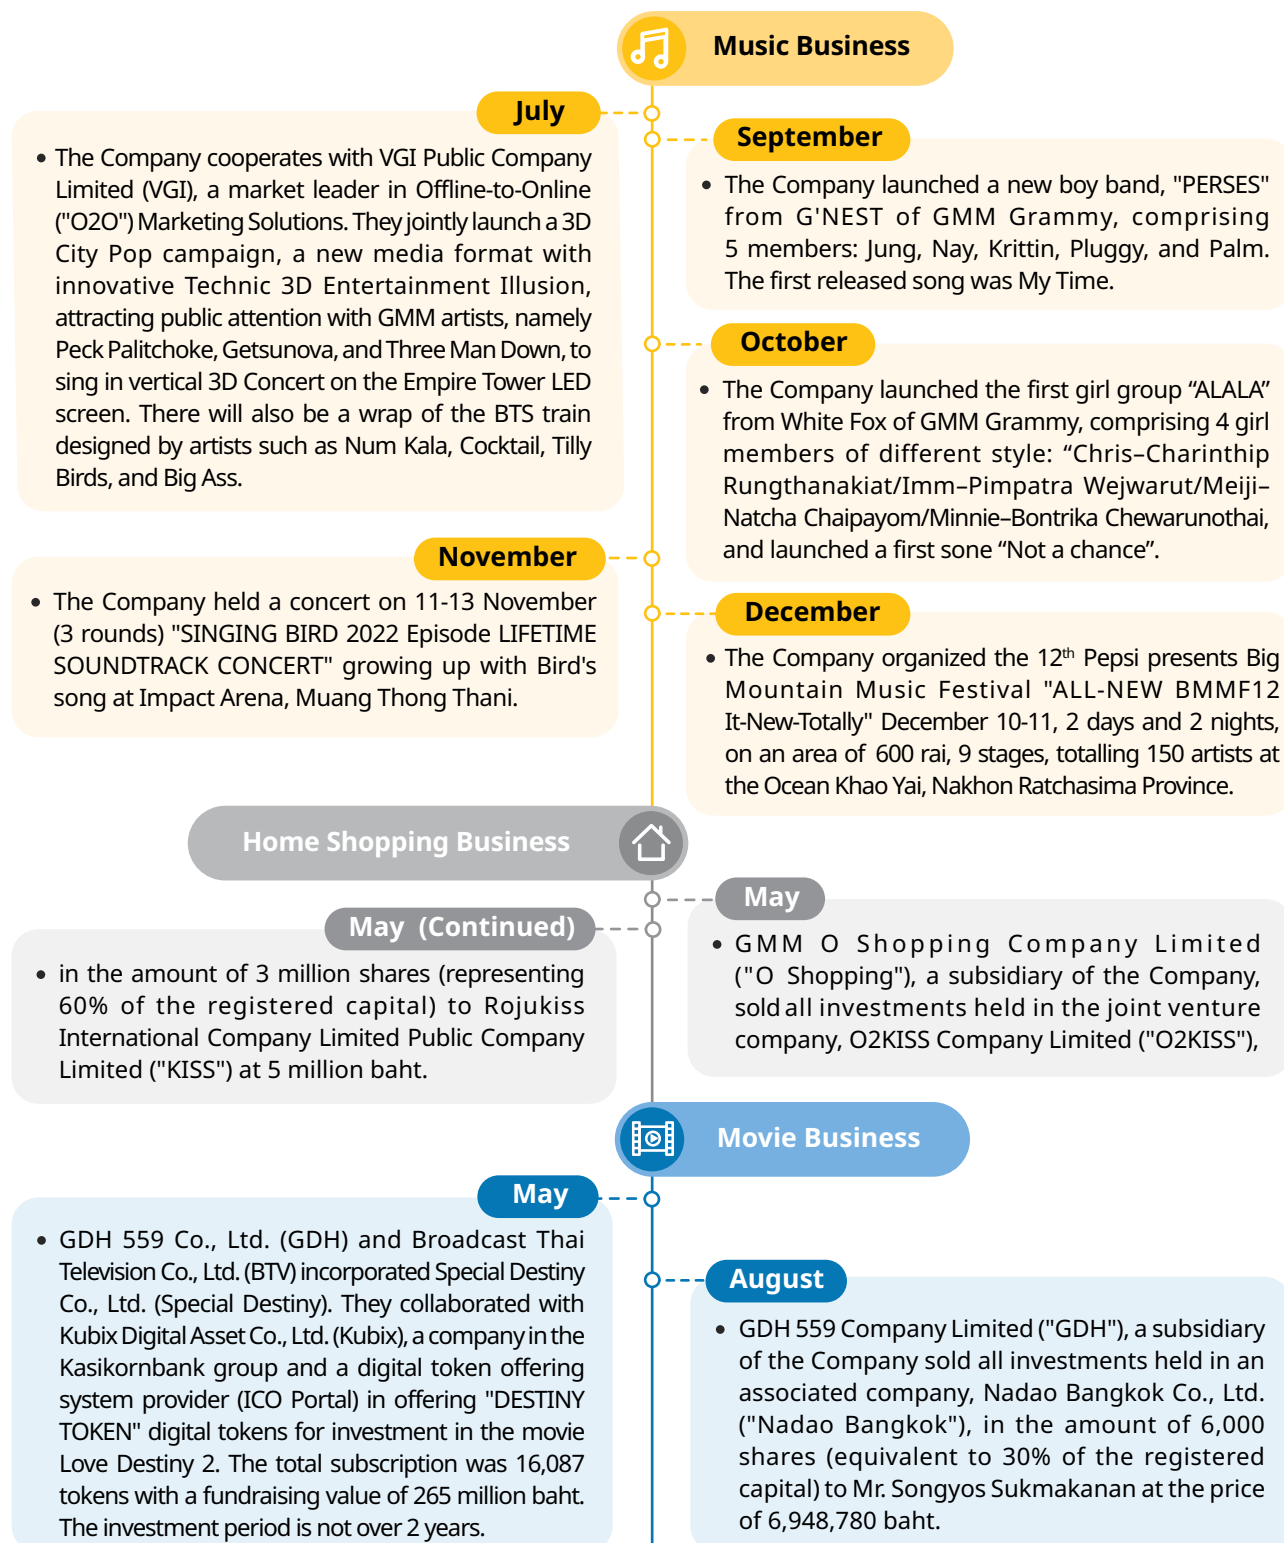 Music Business
July
• The Company cooperates with VGI Public Company
Limited (VGI), a market leader in Offline-to-Online
("O2O") Marketing Solutions. They jointly launch a 3D
City Pop campaign, a new media format with
innovative Technic 3D Entertainment Illusion,
attracting public attention with GMM artists, namely
Peck Palitchoke, Getsunova, and Three Man Down, to
sing in vertical 3D Concert on the Empire Tower LED
screen. There will also be a wrap of the BTS train
designed by artists such as Num Kala, Cocktail, Tilly
Birds, and Big Ass.
September
• The Company launched a new boy band, "PERSES"
from G'NEST of GMM Grammy, comprising
5 members: Jung, Nay, Krittin, Pluggy, and Palm.
The first released song was My Time.
October
• The Company launched the first girl group “ALALA”
from White Fox of GMM Grammy, comprising 4 girl
members of different style: “Chris–Charinthip
Rungthanakiat/Imm–Pimpatra Wejwarut/Meiji–
Natcha Chaipayom/Minnie–Bontrika Chewarunothai,
and launched a first sone “Not a chance”.
November
• The Company held a concert on 11-13 November
(3 rounds) "SINGING BIRD 2022 Episode LIFETIME
SOUNDTRACK CONCERT" growing up with Bird's
song at Impact Arena, Muang Thong Thani.
December
• The Company organized the 12th Pepsi presents Big
Mountain Music Festival "ALL-NEW BMMF12
It-New-Totally" December 10-11, 2 days and 2 nights,
on an area of 600 rai, 9 stages, totalling 150 artists at
the Ocean Khao Yai, Nakhon Ratchasima Province.
Home Shopping Business
May
• GMM O Shopping Company Limited
("O Shopping"), a subsidiary of the Company,
sold all investments held in the joint venture
company, O2KISS Company Limited ("O2KISS"),
May (Continued)
• in the amount of 3 million shares (representing
60% of the registered capital) to Rojukiss
International Company Limited Public Company
Limited ("KISS") at 5 million baht.
Movie Business
May
• GDH 559 Co., Ltd. (GDH) and Broadcast Thai
Television Co., Ltd. (BTV) incorporated Special Destiny
Co., Ltd. (Special Destiny). They collaborated with
Kubix Digital Asset Co., Ltd. (Kubix), a company in the
Kasikornbank group and a digital token offering
system provider (ICO Portal) in offering "DESTINY
TOKEN" digital tokens for investment in the movie
Love Destiny 2. The total subscription was 16,087
tokens with a fundraising value of 265 million baht.
The investment period is not over 2 years.
August
• GDH 559 Company Limited ("GDH"), a subsidiary
of the Company sold all investments held in an
associated company, Nadao Bangkok Co., Ltd.
("Nadao Bangkok"), in the amount of 6,000
shares (equivalent to 30% of the registered
capital) to Mr. Songyos Sukmakanan at the price
of 6,948,780 baht.